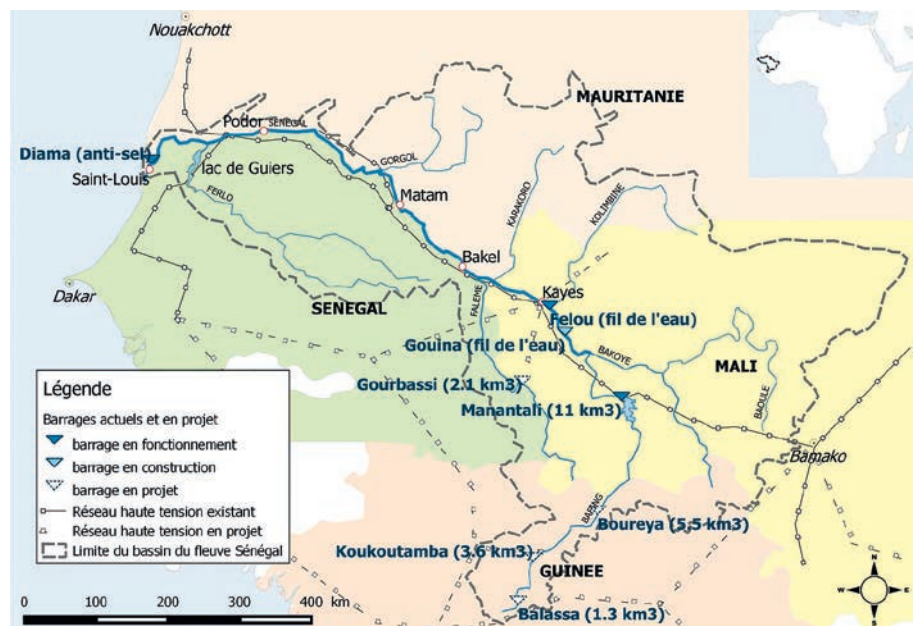 Nouakchott
MAURITANIE
Podor
SENEGAL
Diama (anti-sel)
lac de Guiers
GORGOL
Saint-Louis
FERLO
Matam
KARAKORO
KOLIMBINE
Bakel
Dakar
SENEGAL
FALEME
Kayes
Felou (fil de l'eau)
Gouina (fil de l'eau)
BAKOYE
MALI
Gourbassi (2.1 km3)
Manantali (11 km3)
BAOULE
Bamako
BAFING
Boureya (5.5 km3)
Koukoutamba (3.6 km3)
GUINEE
Balassa (1.3 km3)
Légende
Barrages actuels et en projet
barrage en fonctionnement
barrage en construction
barrage en projet
Réseau haute tension existant
Réseau haute tension en projet
Limite du bassin du fleuve Sénégal
0 100 200 300 400 km
N
W E
S